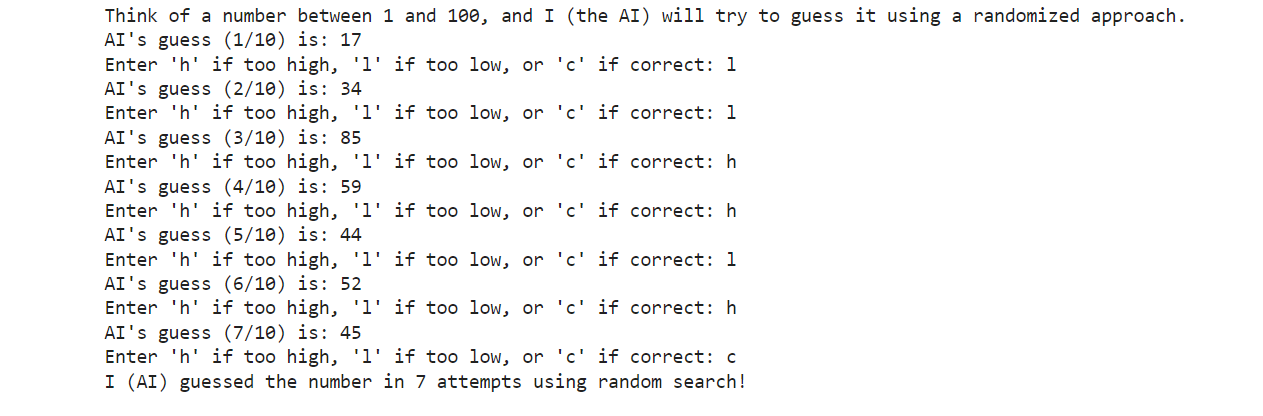 Think of a number between 1 and 100, and I (the AI) will try to guess it using a randomized approach.
AI's guess (1/10) is: 17
Enter 'h' if too high, 'l' if too low, or 'c' if correct: l
AI's guess (2/10) is: 34
Enter 'h' if too high, 'l' if too low, or 'c' if correct: l
AI's guess (3/10) is: 85
Enter 'h' if too high, 'l' if too low, or 'c' if correct: h
AI's guess (4/10) is: 59
Enter 'h' if too high, 'l' if too low, or 'c' if correct: h
AI's guess (5/10) is: 44
Enter 'h' if too high, 'l' if too low, or 'c' if correct: l
AI's guess (6/10) is: 52
Enter 'h' if too high, 'l' if too low, or 'c' if correct: h
AI's guess (7/10) is: 45
Enter 'h' if too high, 'l' if too low, or 'c' if correct: c
I (AI) guessed the number in 7 attempts using random search!